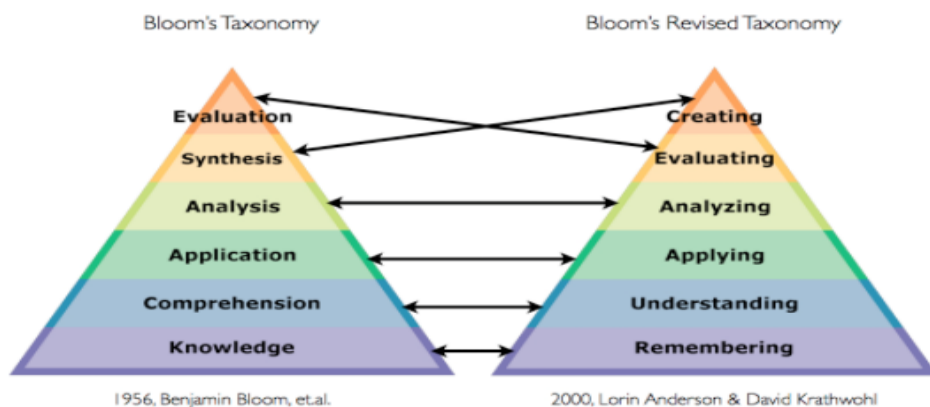 Bloom's Taxonomy
Evaluation
Synthesis
Analysis
Application
Comprehension
Knowledge
1956, Benjamin Bloom, et.al.
Bloom's Revised Taxonomy
Creating
Evaluating
Analyzing
Applying
Understanding
Remembering
2000, Lorin Anderson & David Krathwohl